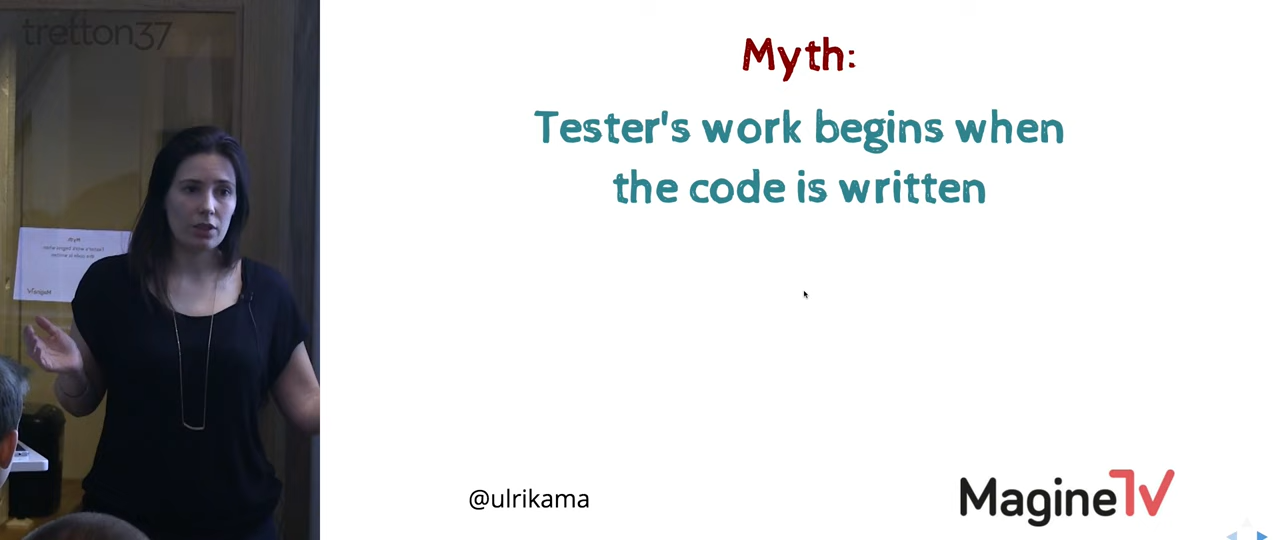 tretton37
Myth:
Tester's work begins when
the code is written
@ulrikama
MagineTV